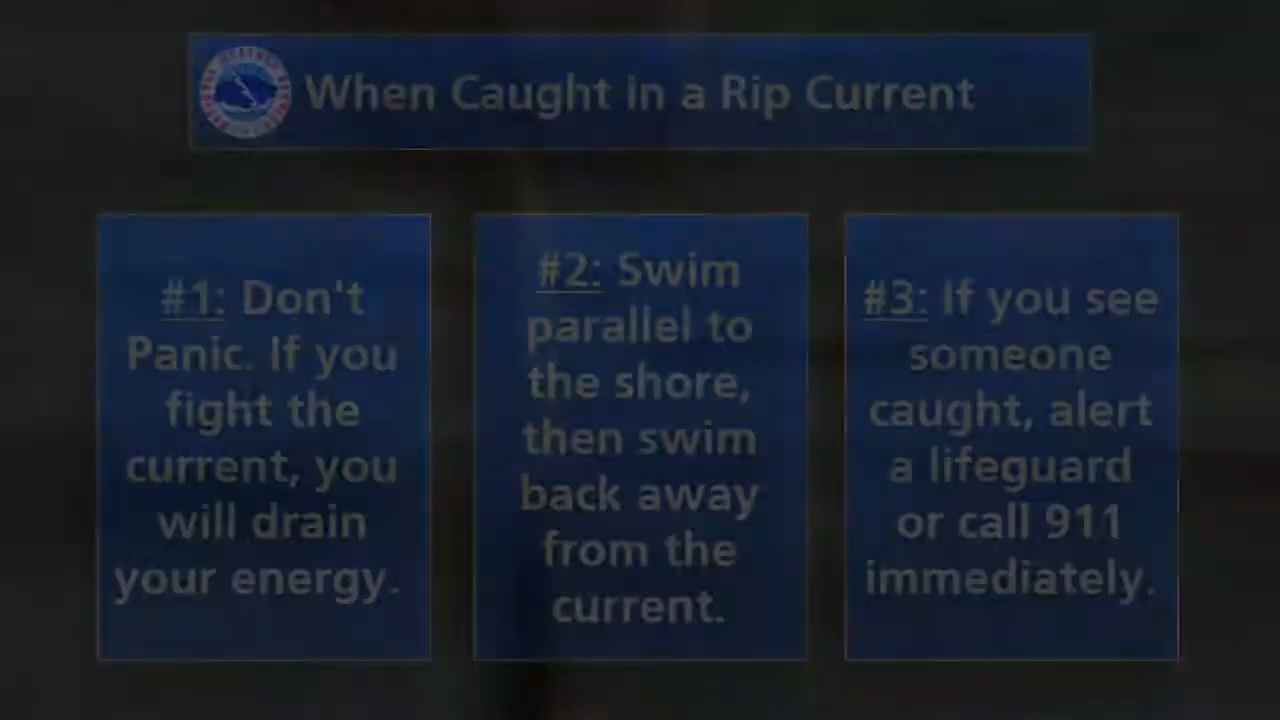 When Caught in a Rip Current
#1: Don't
Panic. If you
fight the
current, you
will drain
your energy.
#2: Swim
parallel to
the shore,
then swim
back away
from the
current.
#3: If you see
someone
caught, alert
a lifeguard
or call 911
immediately.